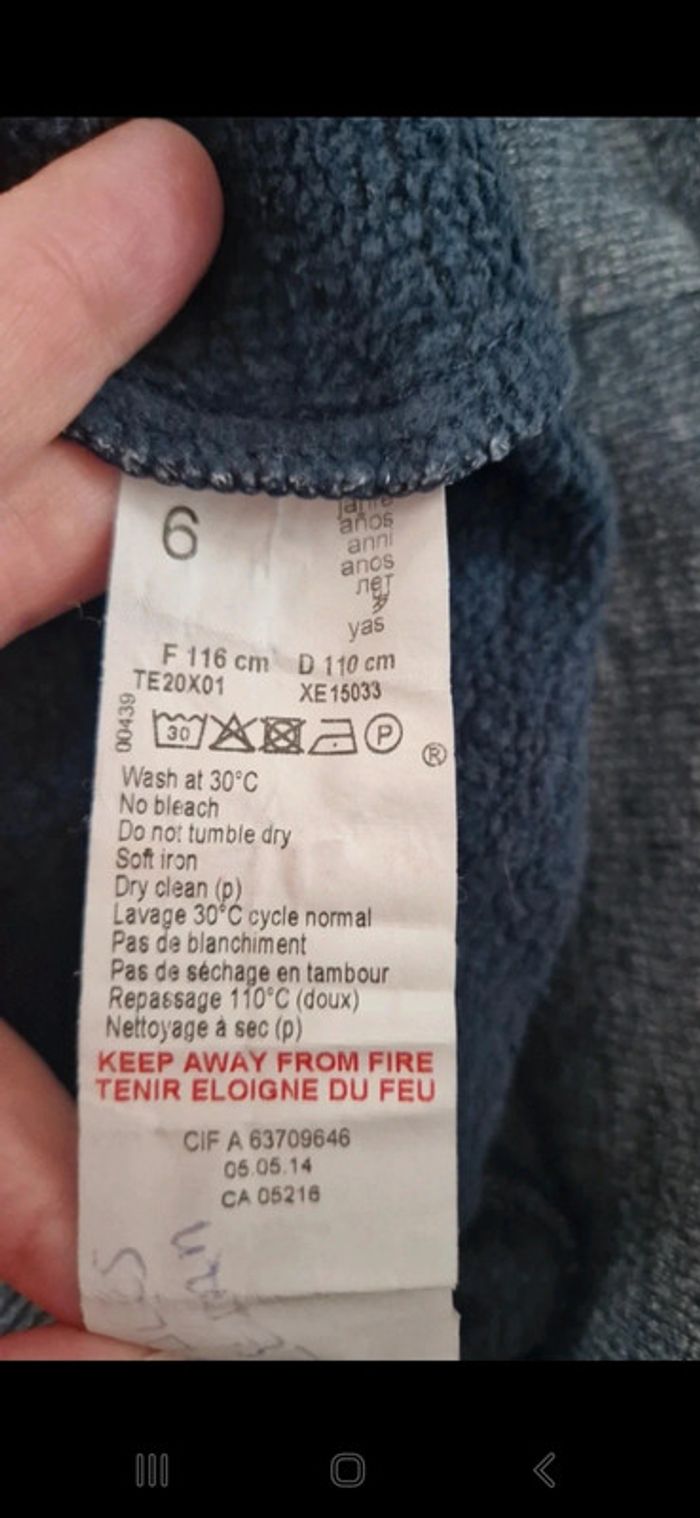 6
años
anni
anos
лет
岁
yas
F 116 cm D 110 cm
TE20X01 XE15033
00439
30 P ®
Wash at 30°C
No bleach
Do not tumble dry
Soft iron
Dry clean (p)
Lavage 30°C cycle normal
Pas de blanchiment
Pas de séchage en tambour
Repassage 110°C (doux)
Nettoyage à sec (p)
KEEP AWAY FROM FIRE
TENIR ELOIGNE DU FEU
CIF A 63709646
05.05.14
CA 05216